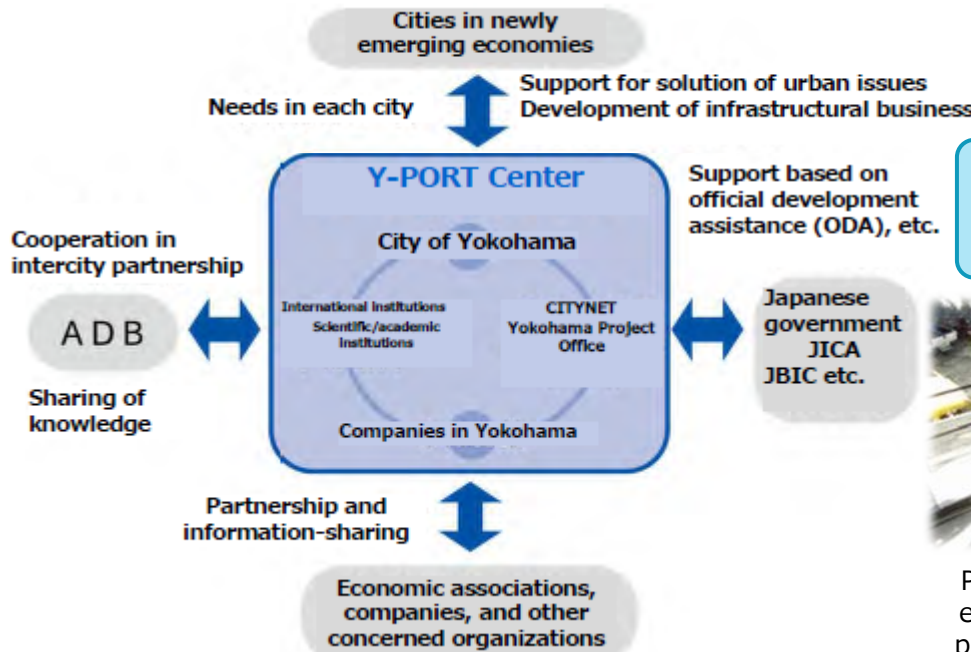 Cities in newly
emerging economies
Needs in each city
Support for solution of urban issues
Development of infrastructural business
Y-PORT Center
City of Yokohama
International institutions
Scientific/academic
institutions
CITYNET
Yokohama Project
Office
Companies in Yokohama
Support based on
official development
assistance (ODA), etc.
Cooperation in
intercity partnership
ADB
Sharing of
knowledge
Japanese
government
JICA
JBIC etc.
Partnership and
information-sharing
Economic associations,
companies, and other
concerned organizations